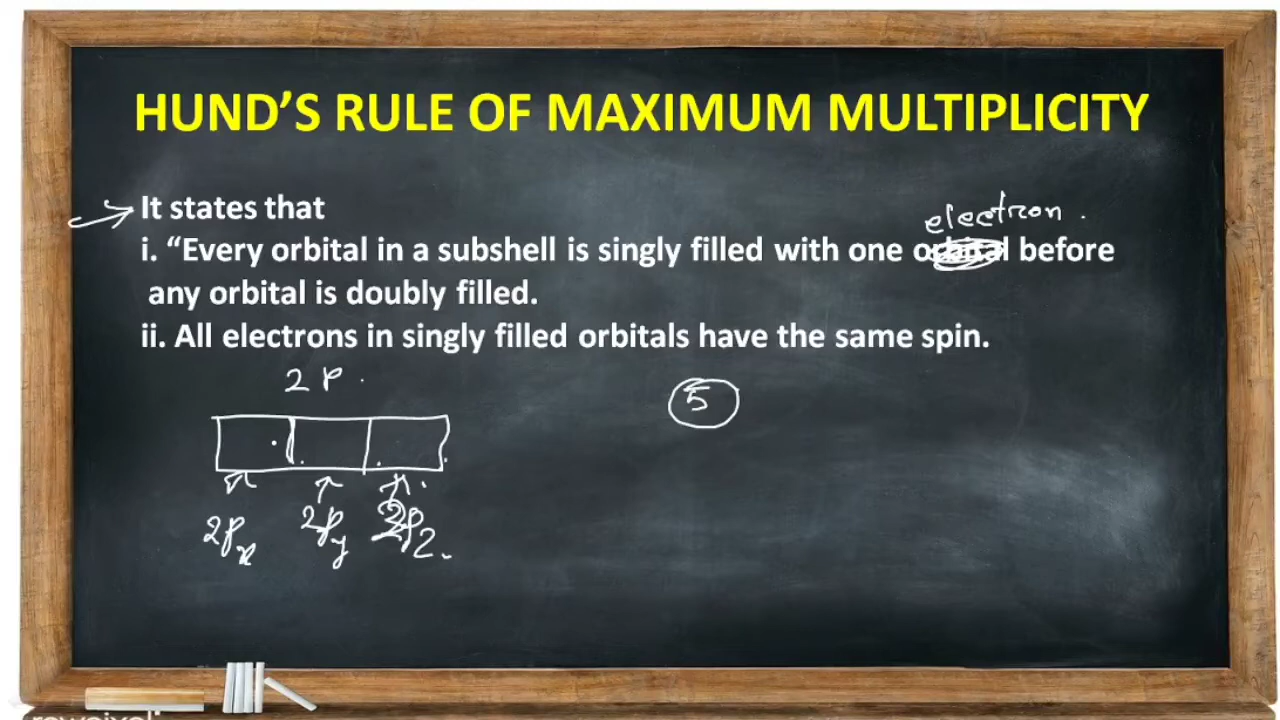 HUND'S RULE OF MAXIMUM MULTIPLICITY
It states that
electron .
i. “Every orbital in a subshell is singly filled with one orbital before
any orbital is doubly filled.
ii. All electrons in singly filled orbitals have the same spin.
2 p .
5
2px 2py 2pz
rawpixel